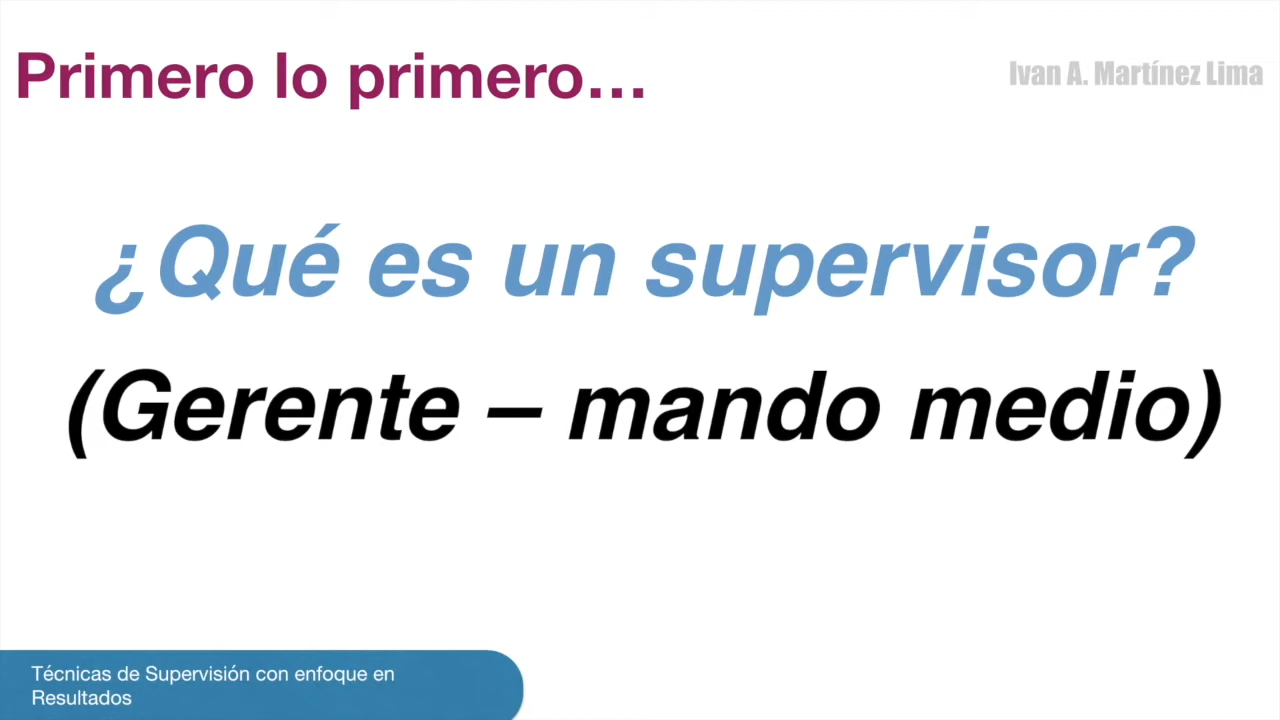 Primero lo primero...
Ivan A. Martínez Lima
¿Qué es un supervisor?
(Gerente – mando medio)
Técnicas de Supervisión con enfoque en
Resultados